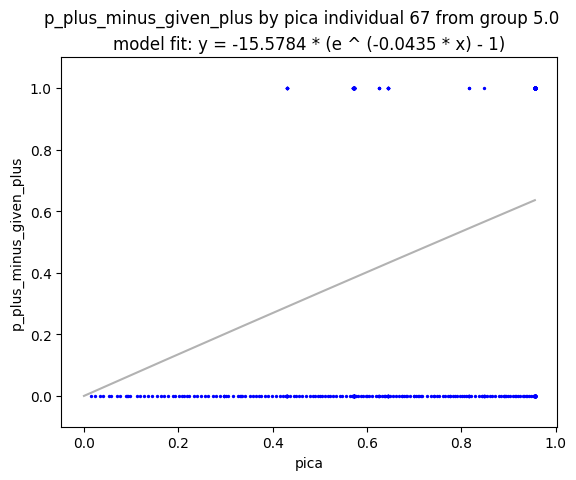 p_plus_minus_given_plus by pica individual 67 from group 5.0
model fit: y = -15.5784 * (e ^ (-0.0435 * x) - 1)
p_plus_minus_given_plus
1.0
0.8
0.6
0.4
0.2
0.0
0.0 0.2 0.4 0.6 0.8 1.0
pica